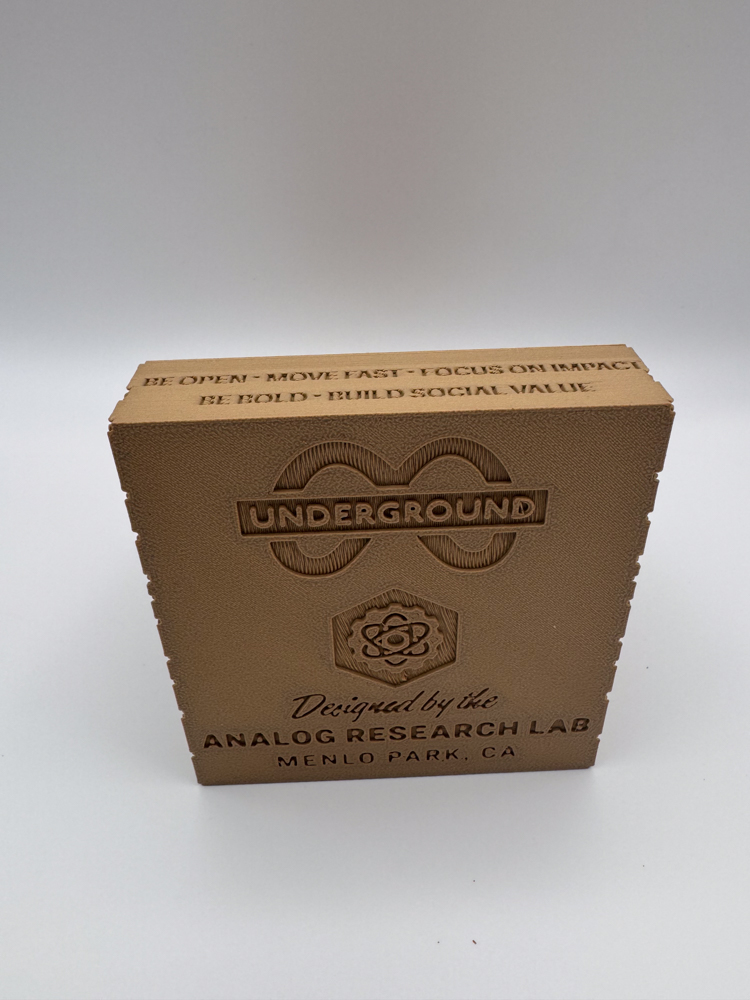 BE OPEN · MOVE FAST · FOCUS ON IMPACT
BE BOLD · BUILD SOCIAL VALUE
UNDERGROUND
Designed by the
ANALOG RESEARCH LAB
MENLO PARK, CA